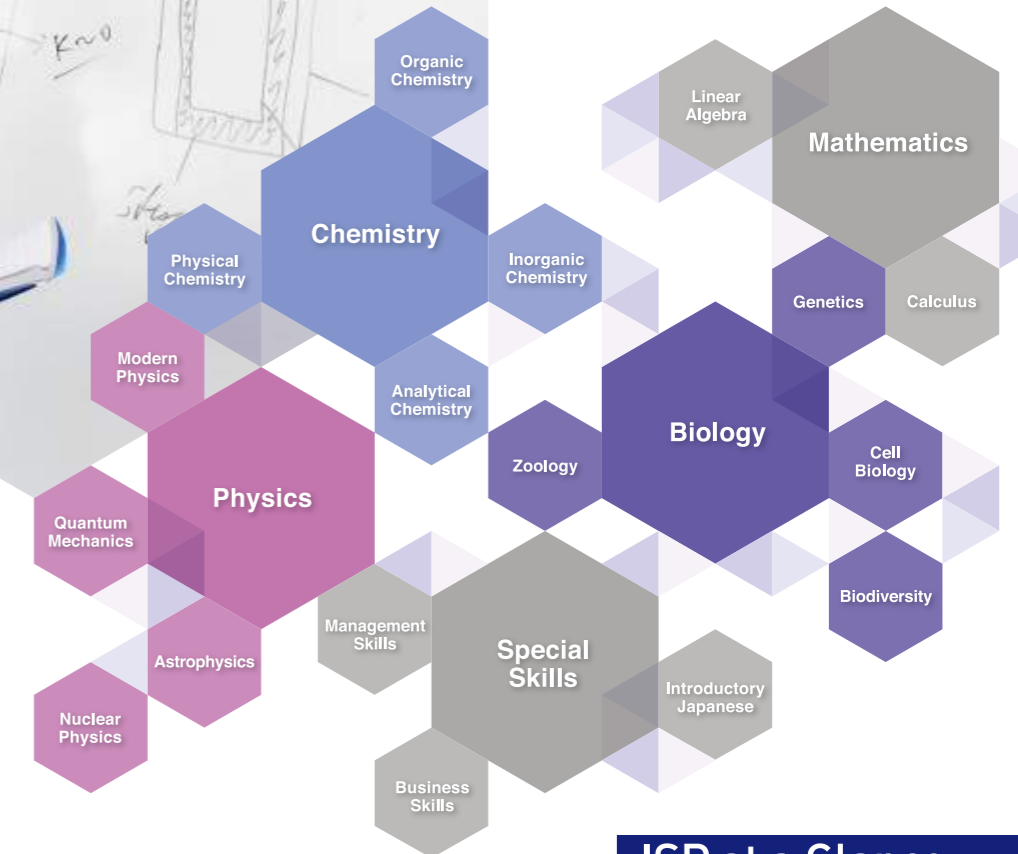 Organic
Chemistry
Linear
Algebra
Mathematics
Chemistry
Physical
Chemistry
Inorganic
Chemistry
Genetics
Calculus
Modern
Physics
Analytical
Chemistry
Biology
Zoology
Cell
Biology
Physics
Quantum
Mechanics
Biodiversity
Management
Skills
Special
Skills
Astrophysics
Introductory
Japanese
Nuclear
Physics
Business
Skills